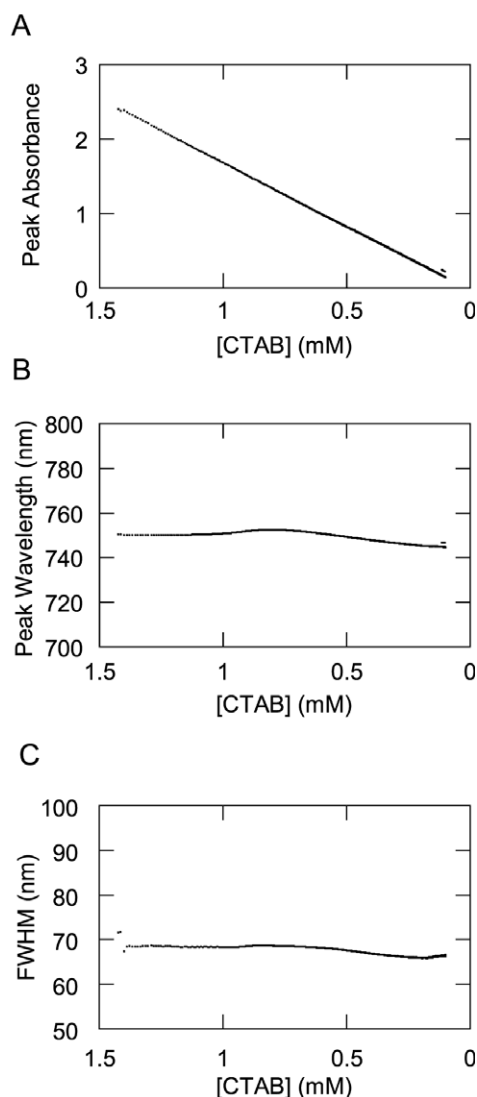 A
Peak Absorbance
3
2
1
0
1.5 1 0.5 0
[CTAB] (mM)
B
Peak Wavelength (nm)
800
780
760
740
720
700
1.5 1 0.5 0
[CTAB] (mM)
C
FWHM (nm)
100
90
80
70
60
50
1.5 1 0.5 0
[CTAB] (mM)